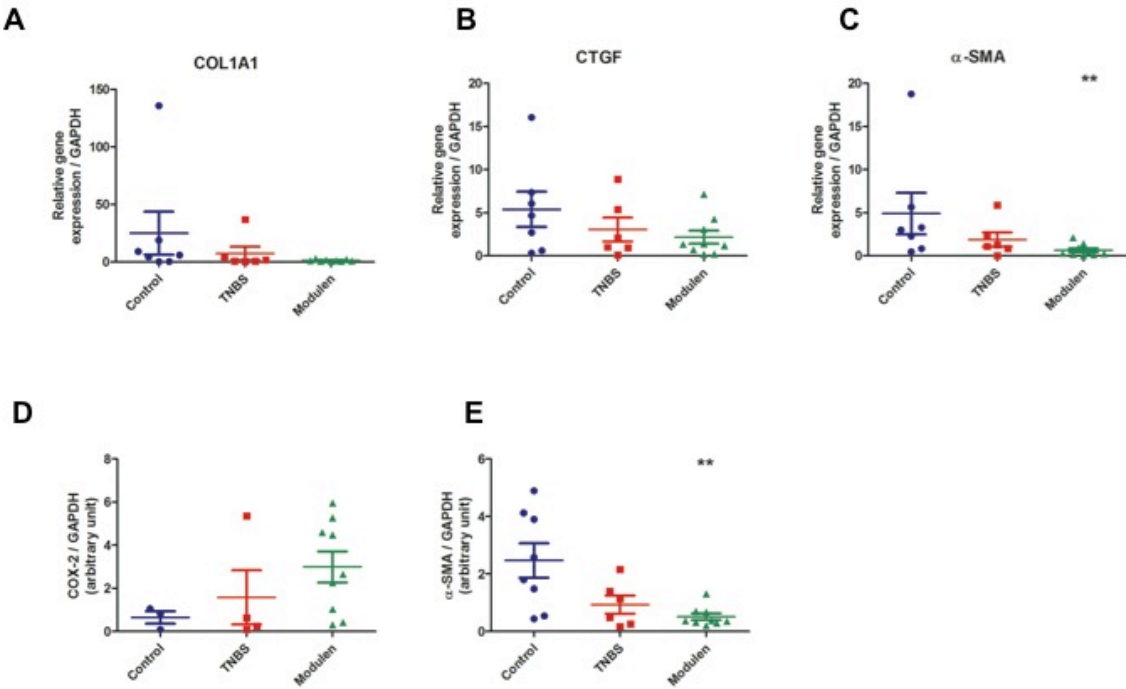 A
COL1A1
Relative gene
expression / GAPDH
150
100
50
0
Control
TNBS
Modulen
B
CTGF
Relative gene
expression / GAPDH
20
15
10
5
0
Control
TNBS
Modulen
C
α-SMA
**
Relative gene
expression / GAPDH
20
15
10
5
0
Control
TNBS
Modulen
D
COX-2 / GAPDH
(arbitrary unit)
8
6
4
2
0
Control
TNBS
Modulen
E
**
α-SMA / GAPDH
(arbitrary unit)
6
4
2
0
Control
TNBS
Modulen